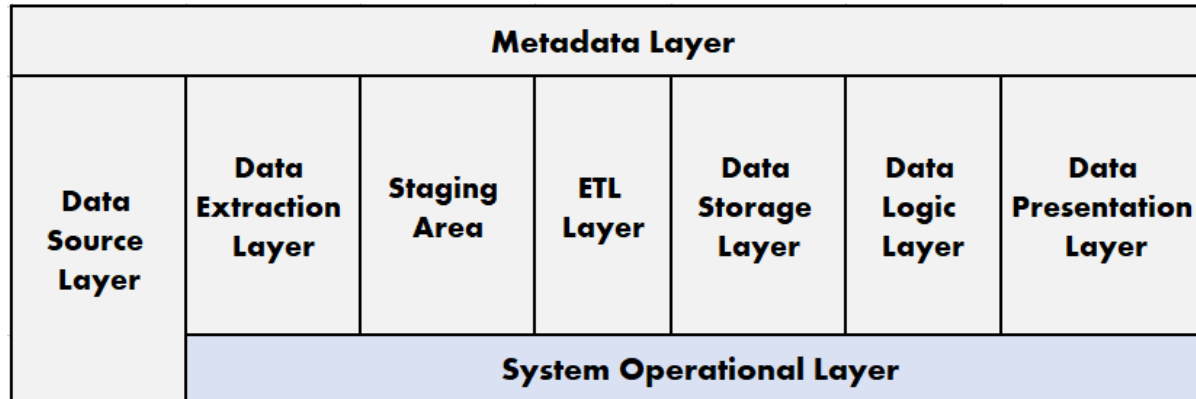 Metadata Layer
Data
Source
Layer
Data
Extraction
Layer
Staging
Area
ETL
Layer
Data
Storage
Layer
Data
Logic
Layer
Data
Presentation
Layer
System Operational Layer